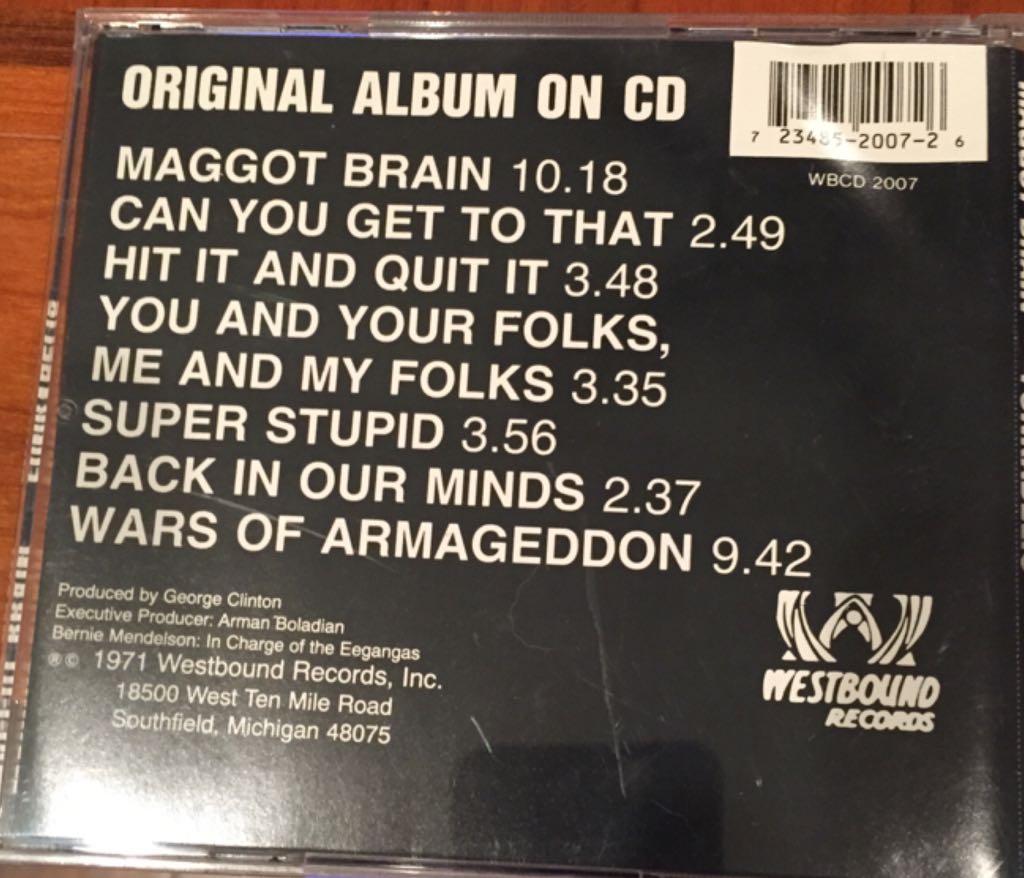 ORIGINAL ALBUM ON CD
7 23485-2007-2 6
WBCD 2007
MAGGOT BRAIN 10.18
CAN YOU GET TO THAT 2.49
HIT IT AND QUIT IT 3.48
YOU AND YOUR FOLKS,
ME AND MY FOLKS 3.35
SUPER STUPID 3.56
BACK IN OUR MINDS 2.37
WARS OF ARMAGEDDON 9.42
Produced by George Clinton
Executive Producer: Arman Boladian
Bernie Mendelson: In Charge of the Eegangas
®© 1971 Westbound Records, Inc.
18500 West Ten Mile Road
Southfield, Michigan 48075
WESTBOUND
RECORDS